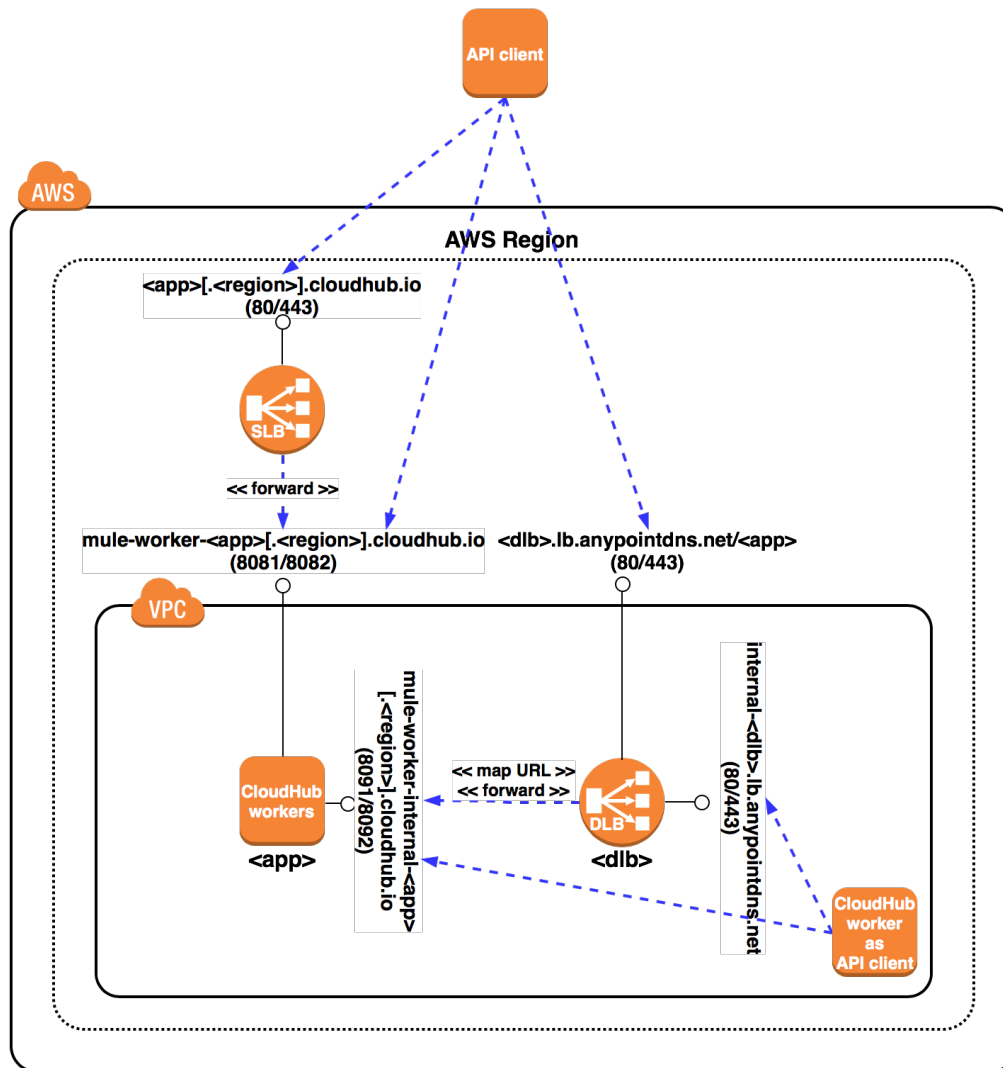 API client
AWS
AWS Region
<app>[.<region>].cloudhub.io
(80/443)
SLB
<< forward >>
mule-worker-<app>[.<region>].cloudhub.io
(8081/8082)
<dlb>.lb.anypointdns.net/<app>
(80/443)
VPC
CloudHub
workers
<app>
mule-worker-internal-<app>
[.<region>].cloudhub.io
(8091/8092)
<< map URL >>
<< forward >>
DLB
<dlb>
internal-<dlb>.lb.anypointdns.net
(80/443)
CloudHub
worker
as
API client